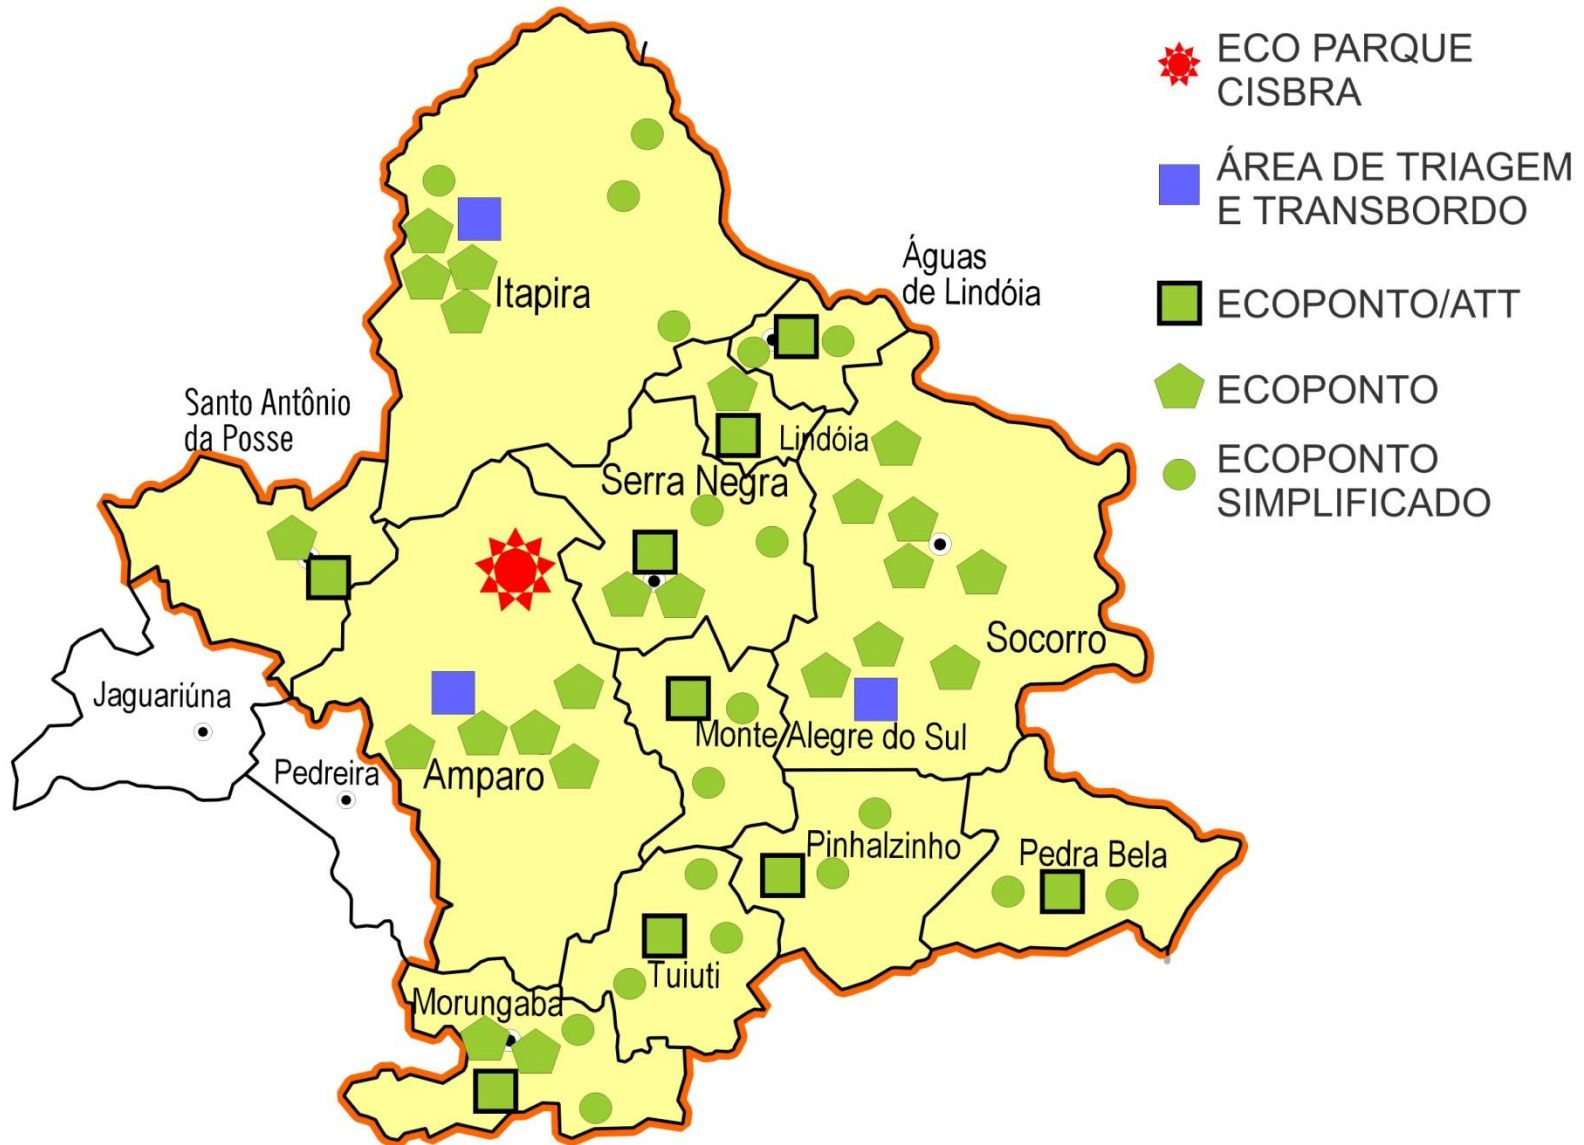 ECO PARQUE
CISBRA
ÁREA DE TRIAGEM
E TRANSBORDO
ECOPONTO/ATT
ECOPONTO
ECOPONTO
SIMPLIFICADO
Águas
de Lindóia
Itapira
Santo Antônio
da Posse
Lindóia
Serra Negra
Socorro
Jaguariúna
Monte Alegre do Sul
Pedreira
Amparo
Pinhalzinho
Pedra Bela
Tuiuti
Morungaba